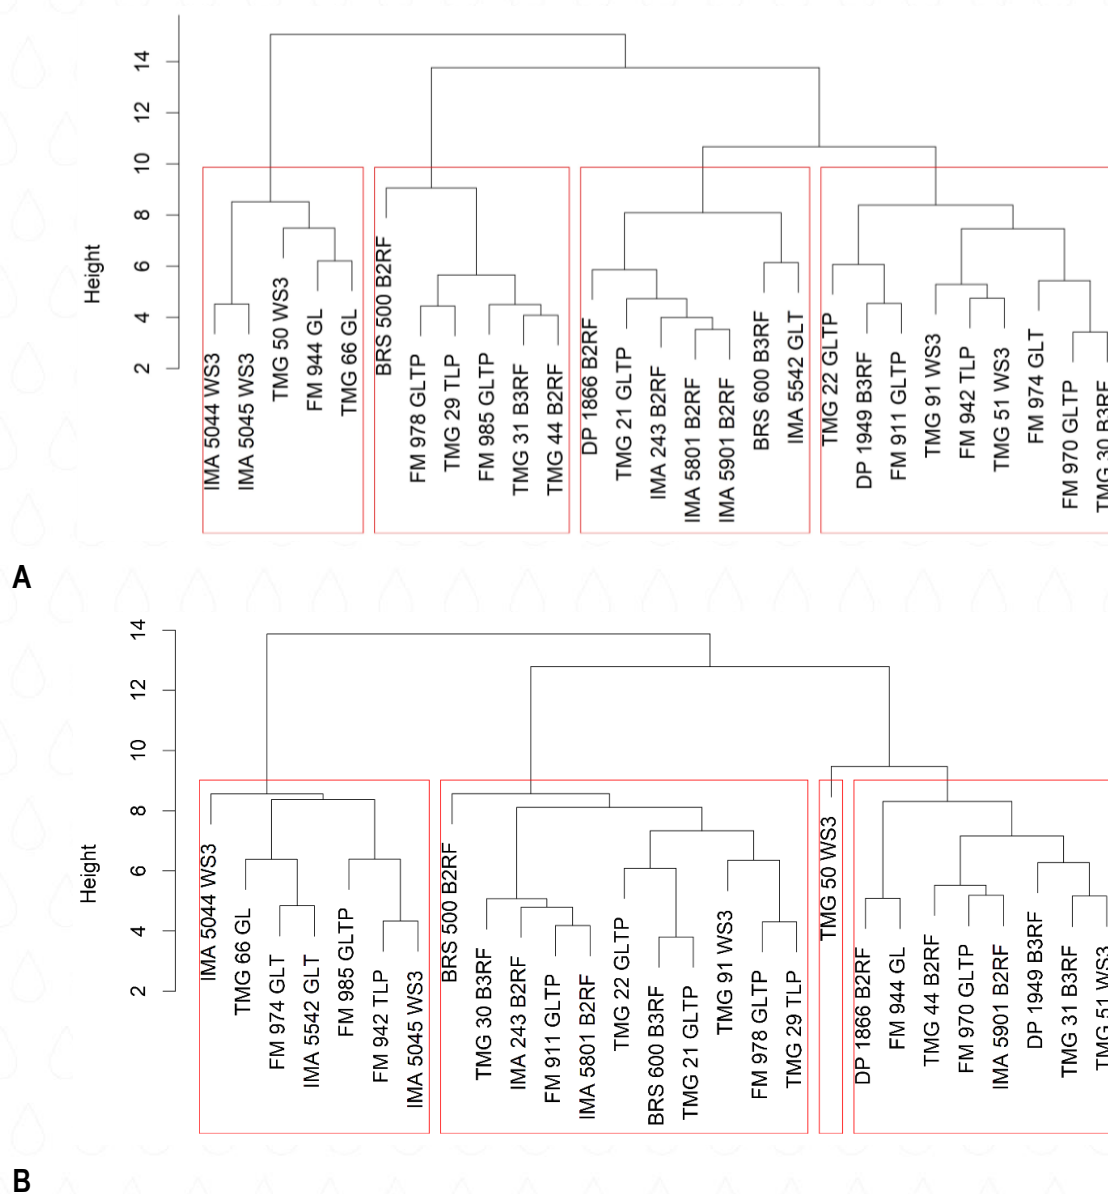 14
12
10
8
6
4
2
Height
IMA 5044 WS3
IMA 5045 WS3
TMG 50 WS3
FM 944 GL
TMG 66 GL
BRS 500 B2RF
FM 978 GLTP
TMG 29 TLP
FM 985 GLTP
TMG 31 B3RF
TMG 44 B2RF
DP 1866 B2RF
TMG 21 GLTP
IMA 243 B2RF
IMA 5801 B2RF
IMA 5901 B2RF
BRS 600 B3RF
IMA 5542 GLT
TMG 22 GLTP
DP 1949 B3RF
FM 911 GLTP
TMG 91 WS3
FM 942 TLP
TMG 51 WS3
FM 974 GLT
FM 970 GLTP
TMG 30 B3RF
A
14
12
10
8
6
4
2
Height
IMA 5044 WS3
TMG 66 GL
FM 974 GLT
IMA 5542 GLT
FM 985 GLTP
FM 942 TLP
IMA 5045 WS3
BRS 500 B2RF
TMG 30 B3RF
IMA 243 B2RF
FM 911 GLTP
IMA 5801 B2RF
TMG 22 GLTP
BRS 600 B3RF
TMG 21 GLTP
TMG 91 WS3
FM 978 GLTP
TMG 29 TLP
TMG 50 WS3
DP 1866 B2RF
FM 944 GL
TMG 44 B2RF
FM 970 GLTP
IMA 5901 B2RF
DP 1949 B3RF
TMG 31 B3RF
TMG 51 WS3
B